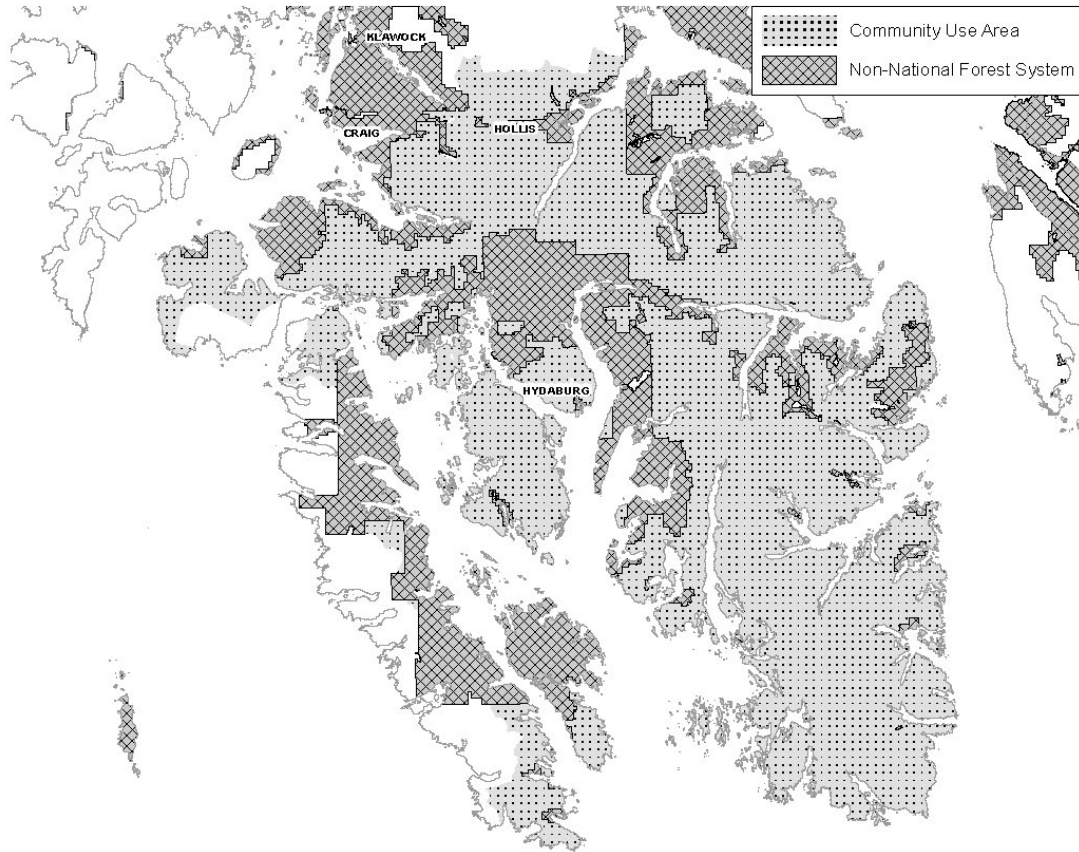 Community Use Area
Non-National Forest System
KLAWOCK
CRAIG
HOLLIS
HYDABURG